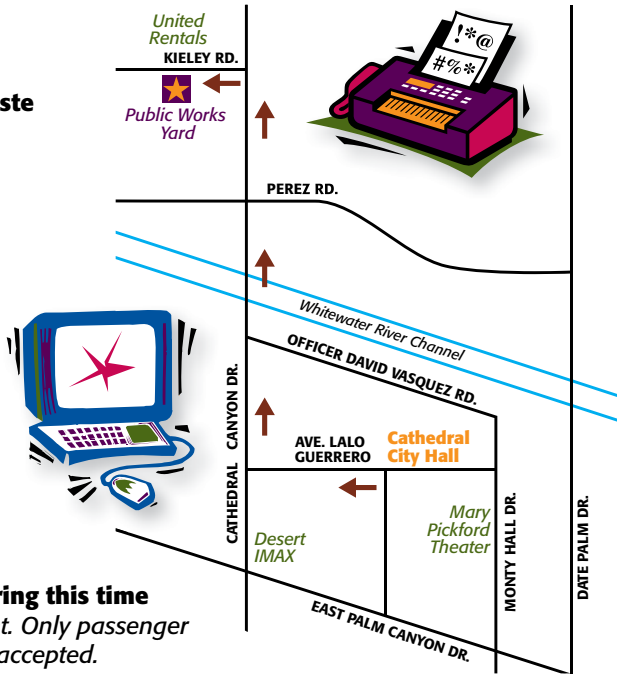 United
Rentals
KIELEY RD.
!*@
#%*
Public Works
Yard
PEREZ RD.
Whitewater River Channel
OFFICER DAVID VASQUEZ RD.
CATHEDRAL CANYON DR.
AVE. LALO
GUERRERO
Cathedral
City Hall
Desert
IMAX
Mary
Pickford
Theater
MONTY HALL DR.
DATE PALM DR.
EAST PALM CANYON DR.
this time
Only passenger
accepted.